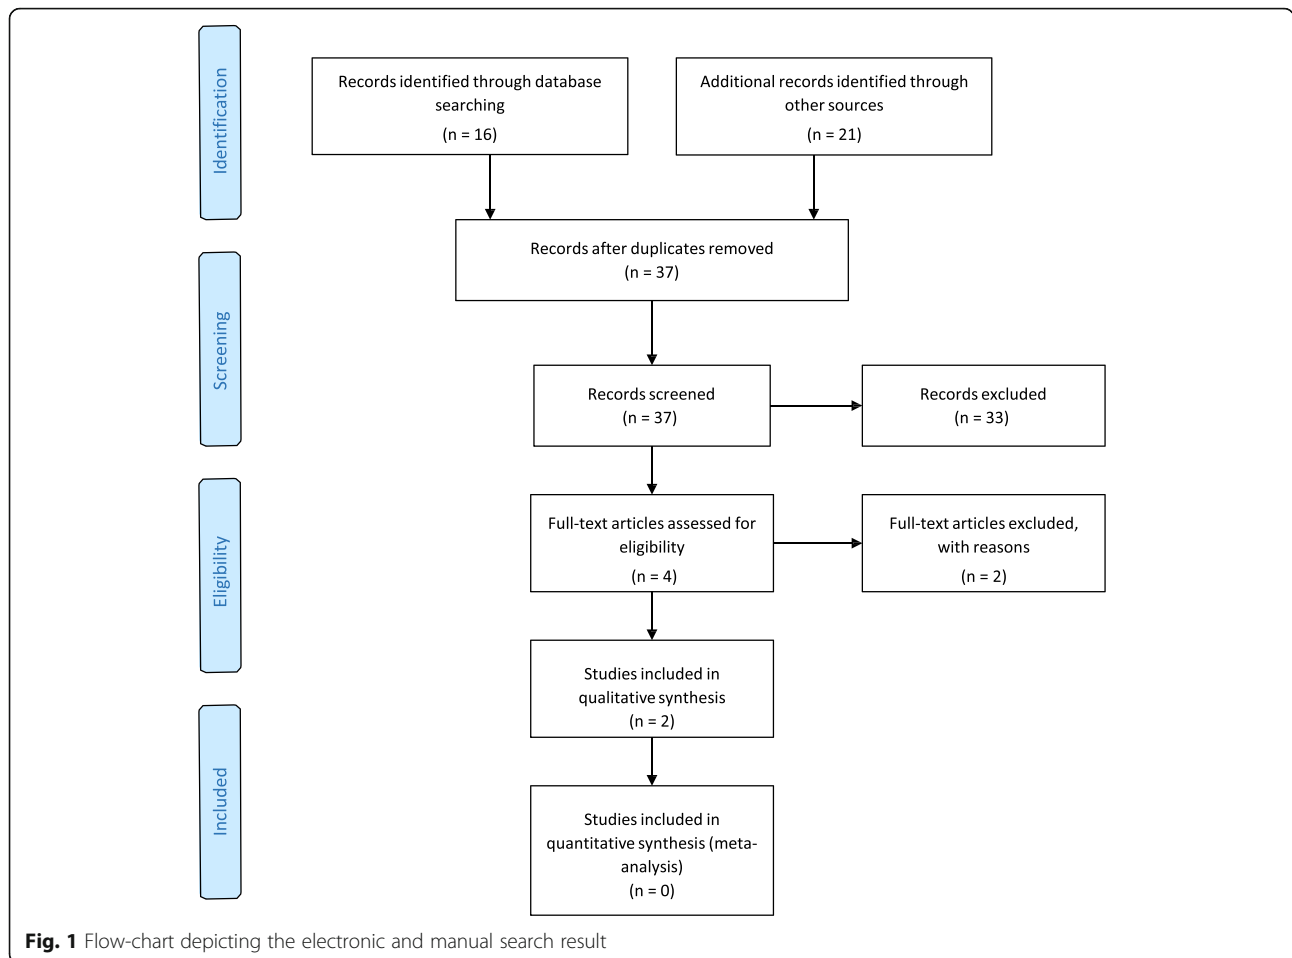 Identification
Records identified through database
searching
(n = 16)
Additional records identified through
other sources
(n = 21)
Records after duplicates removed
(n = 37)
Screening
Records screened
(n = 37)
Records excluded
(n = 33)
Eligibility
Full-text articles assessed for
eligibility
(n = 4)
Full-text articles excluded,
with reasons
(n = 2)
Studies included in
qualitative synthesis
(n = 2)
Included
Studies included in
quantitative synthesis (meta-
analysis)
(n = 0)
Fig. 1 Flow-chart depicting the electronic and manual search result